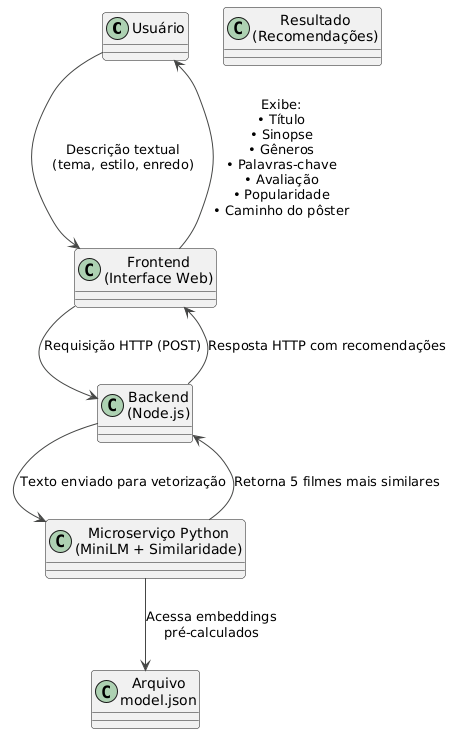 C Usuário
C Resultado
(Recomendações)
Descrição textual
(tema, estilo, enredo)
Exibe:
• Título
• Sinopse
• Gêneros
• Palavras-chave
• Avaliação
• Popularidade
• Caminho do pôster
C Frontend
(Interface Web)
Requisição HTTP (POST)
Resposta HTTP com recomendações
C Backend
(Node.js)
Texto enviado para vetorização
Retorna 5 filmes mais similares
C Microserviço Python
(MiniLM + Similaridade)
Acessa embeddings
pré-calculados
C Arquivo
model.json